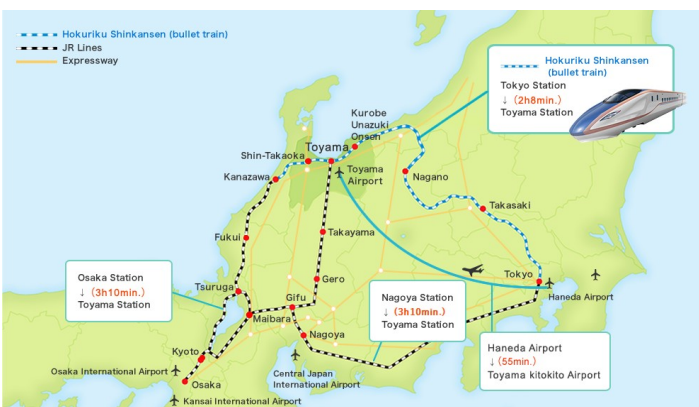 Hokuriku Shinkansen (bullet train)
JR Lines
Expressway
Hokuriku Shinkansen
(bullet train)
Tokyo Station
↓ (2h8min.)
Toyama Station
Kurobe
Unazuki
Onsen
Toyama
Shin-Takaoka
Kanazawa
Toyama
Airport
Nagano
Takasaki
Fukui
Takayama
Osaka Station
↓ (3h10min.)
Toyama Station
Tsuruga
Gero
Gifu
Maibara
Nagoya
Nagoya Station
↓ (3h10min.)
Toyama Station
Tokyo
Haneda Airport
Haneda Airport
↓ (55min.)
Toyama kitokito Airport
Kyoto
Osaka International Airport
Osaka
Central Japan
International Airport
Kansai International Airport